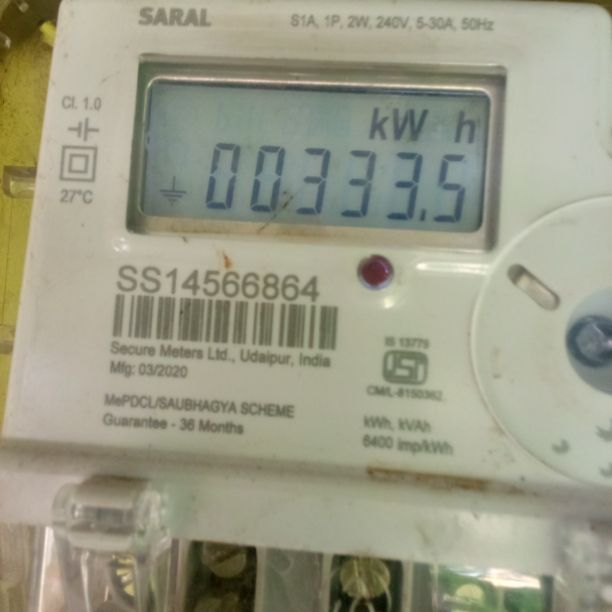 SARAL
S1A, 1P, 2W, 240V, 5-30A, 50Hz
Cl. 1.0
27°C
kW h
00333.5
SS14566864
Secure Meters Ltd., Udaipur, India
Mfg: 03/2020
MePDCL/SAUBHAGYA SCHEME
Guarantee - 36 Months
IS 13779
ISI
CM/L-8150362.
kWh, kVAh
6400 imp/kWh